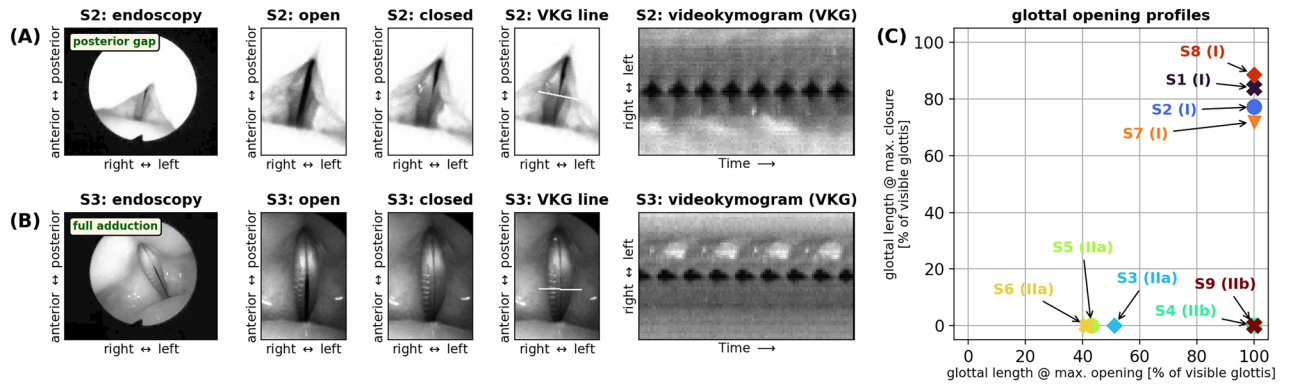 (A)
S2: endoscopy
posterior gap
anterior ↔ posterior
right ↔ left
S2: open
anterior ↔ posterior
right ↔ left
S2: closed
anterior ↔ posterior
right ↔ left
S2: VKG line
anterior ↔ posterior
right ↔ left
S2: videokymogram (VKG)
right ↔ left
Time →
(B)
S3: endoscopy
full adduction
anterior ↔ posterior
right ↔ left
S3: open
anterior ↔ posterior
right ↔ left
S3: closed
anterior ↔ posterior
right ↔ left
S3: VKG line
anterior ↔ posterior
right ↔ left
S3: videokymogram (VKG)
right ↔ left
Time →
(C)
glottal opening profiles
glottal length @ max. closure
[% of visible glottis]
100
80
60
40
20
0
S8 (I)
S1 (I)
S2 (I)
S7 (I)
S5 (IIa)
S6 (IIa)
S3 (IIa)
S9 (IIb)
S4 (IIb)
0 20 40 60 80 100
glottal length @ max. opening [% of visible glottis]